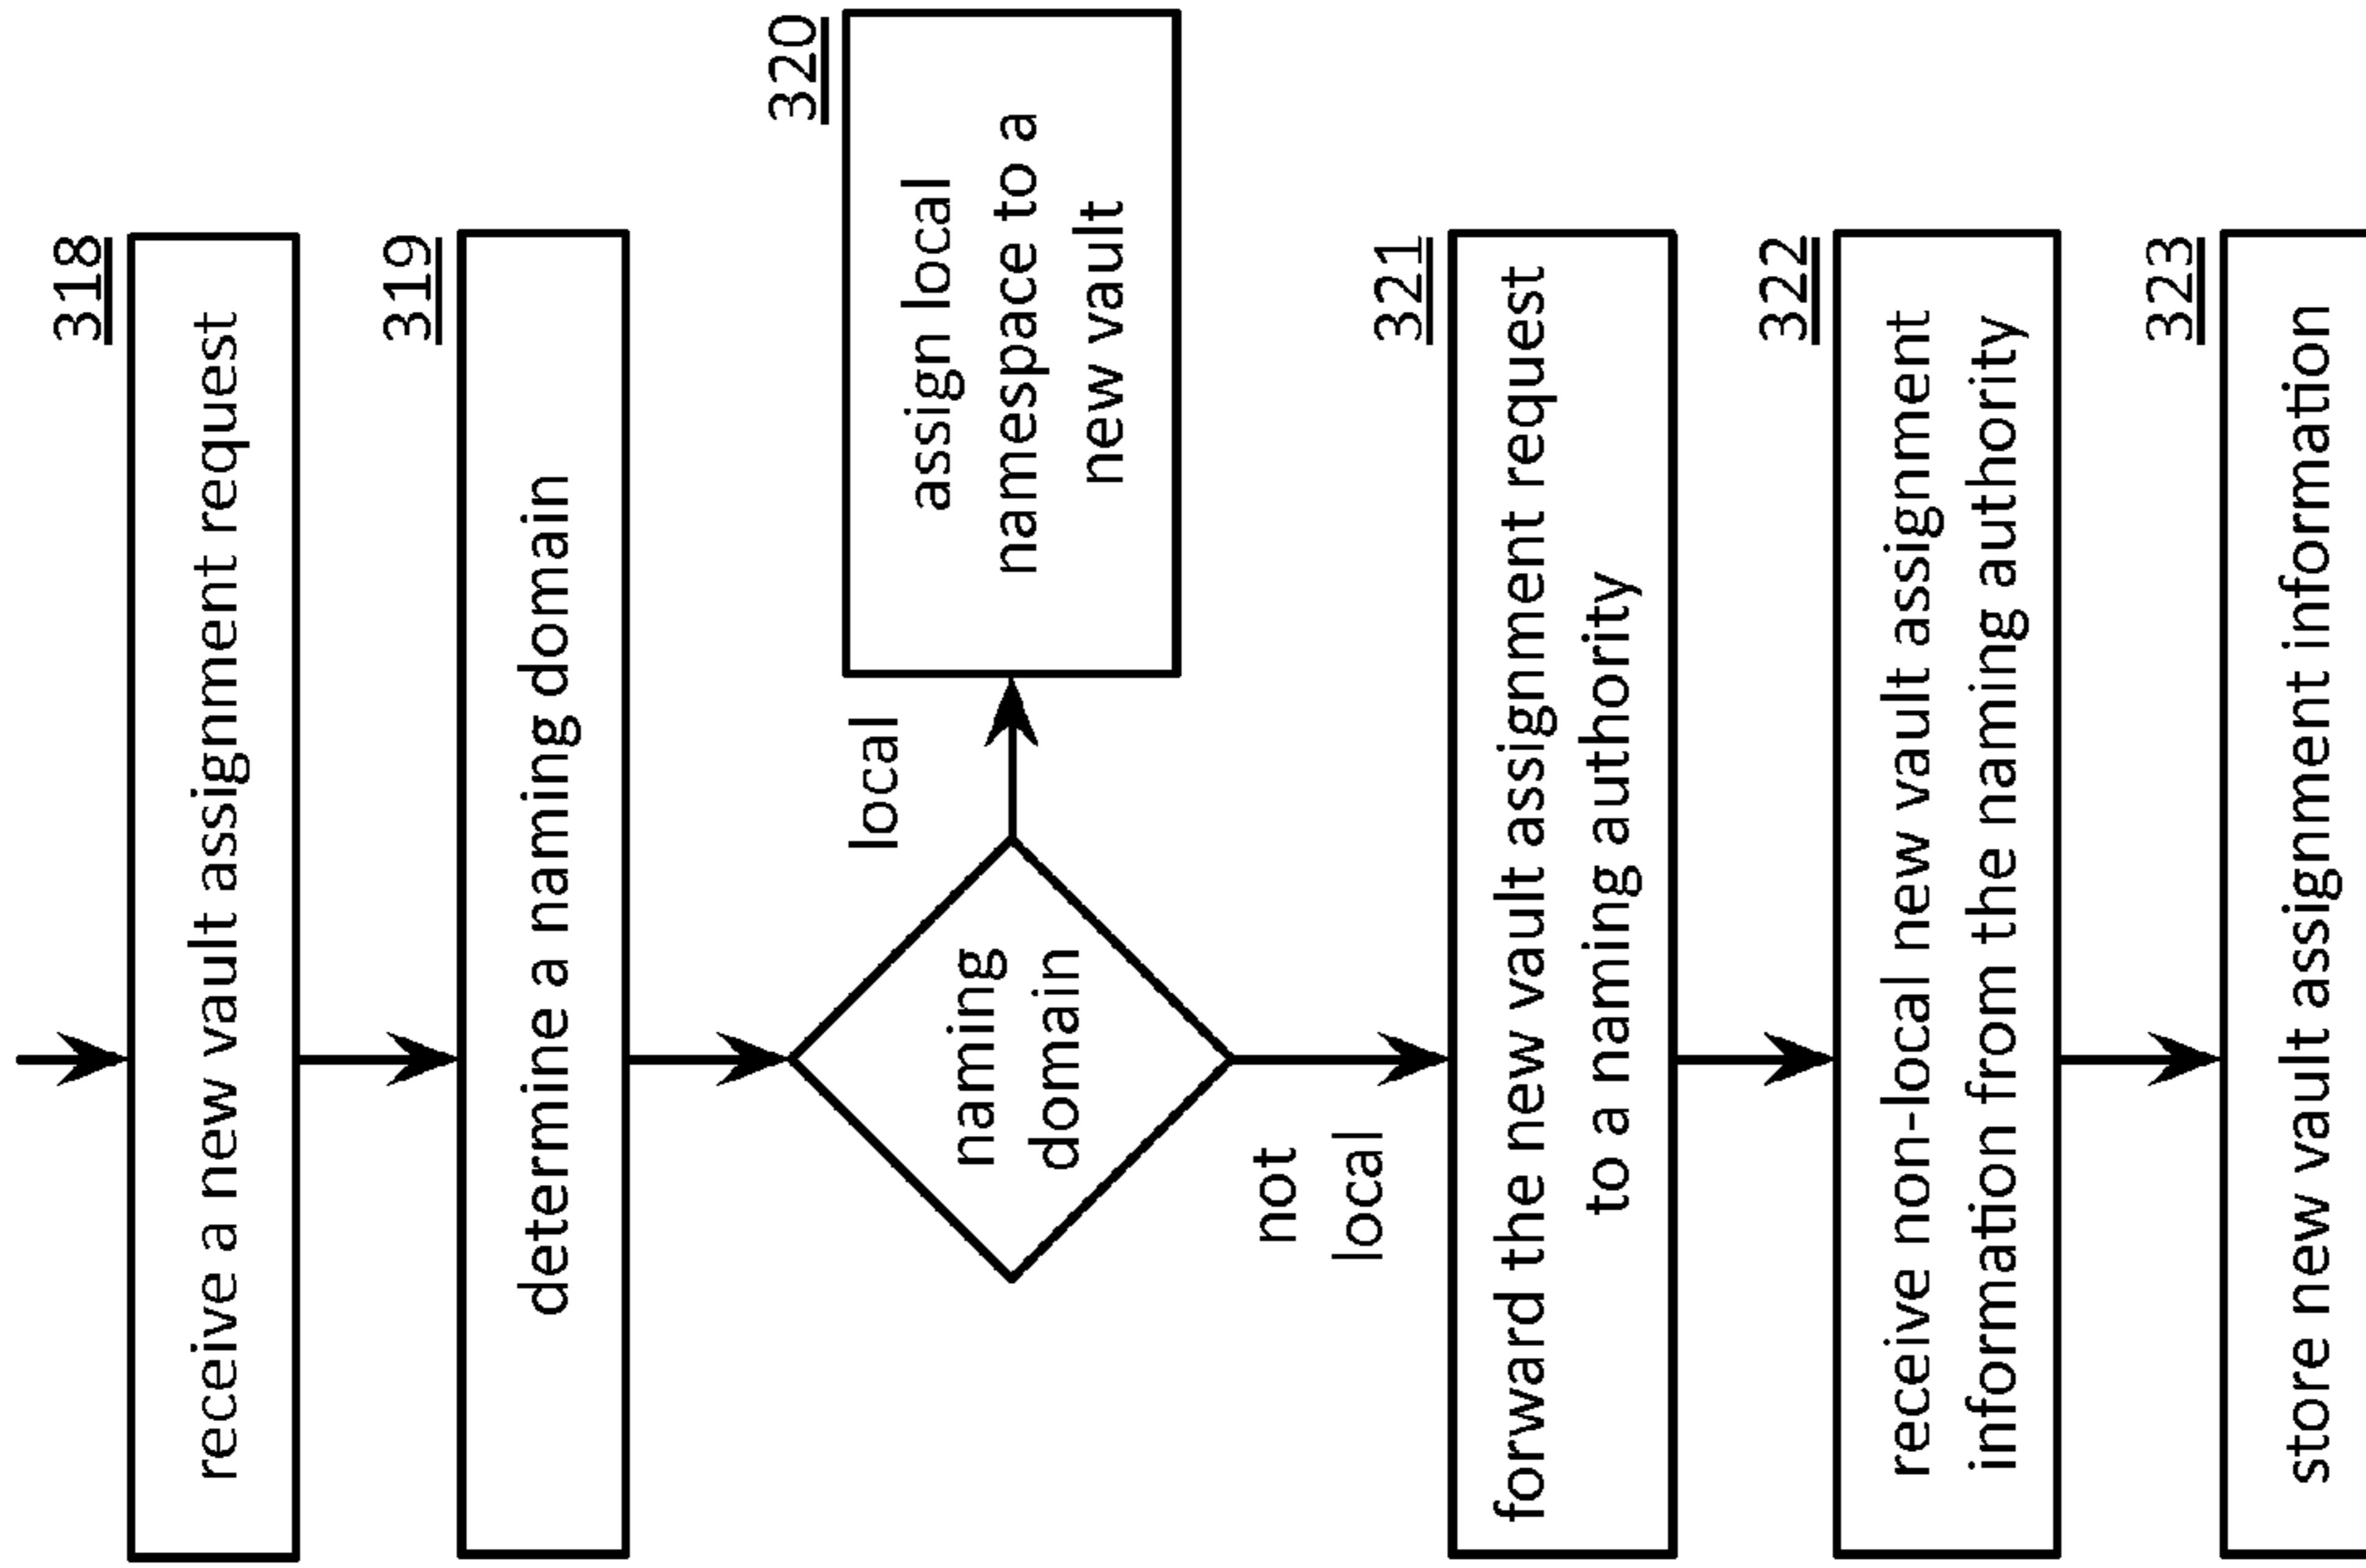 318
receive a new vault assignment request
319
determine a naming domain
naming
domain
local
320
assign local
namespace to a
new vault
not
local
321
forward the new vault assignment request
to a naming authority
322
receive non-local new vault assignment
information from the naming authority
323
store new vault assignment information